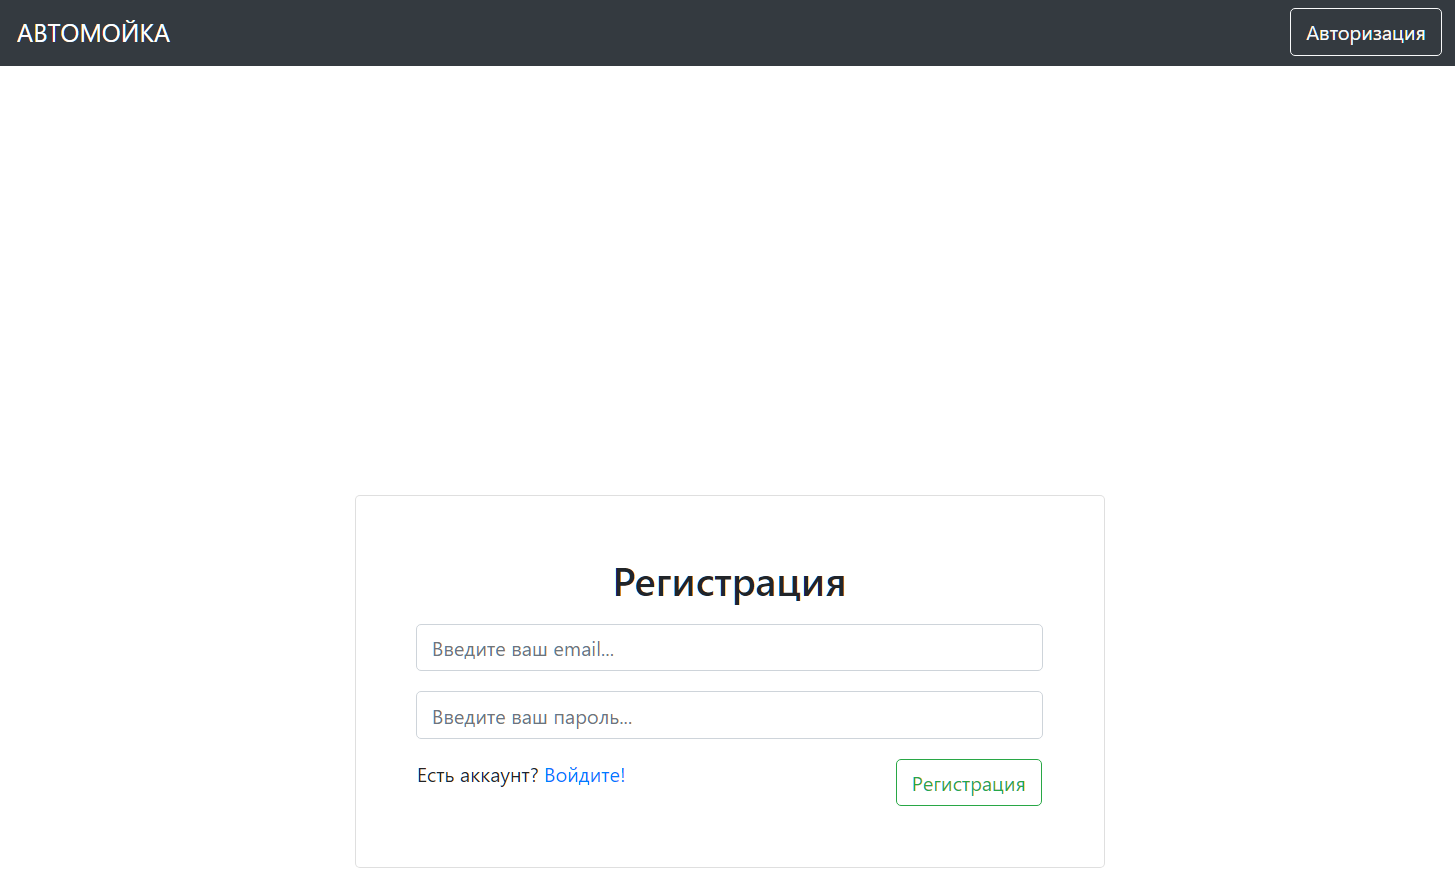 АВТОМОЙКА
Авторизация
Регистрация
Введите ваш email...
Введите ваш пароль...
Есть аккаунт? Войдите!
Регистрация